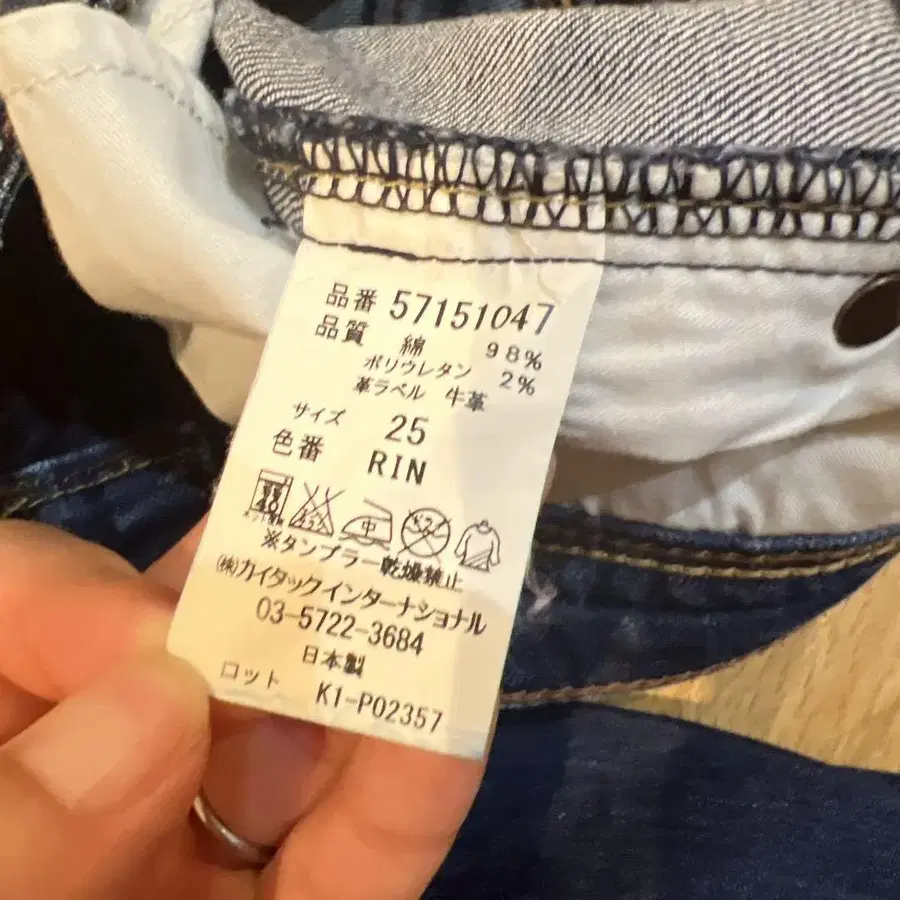 品番 57151047
品質 綿 98%
ポリウレタン 2%
革ラベル 牛革
サイズ 25
色番 RIN
中
※タンブラー乾燥禁止
㈱カイタックインターナショナル
03-5722-3684
日本製
ロット K1-P02357